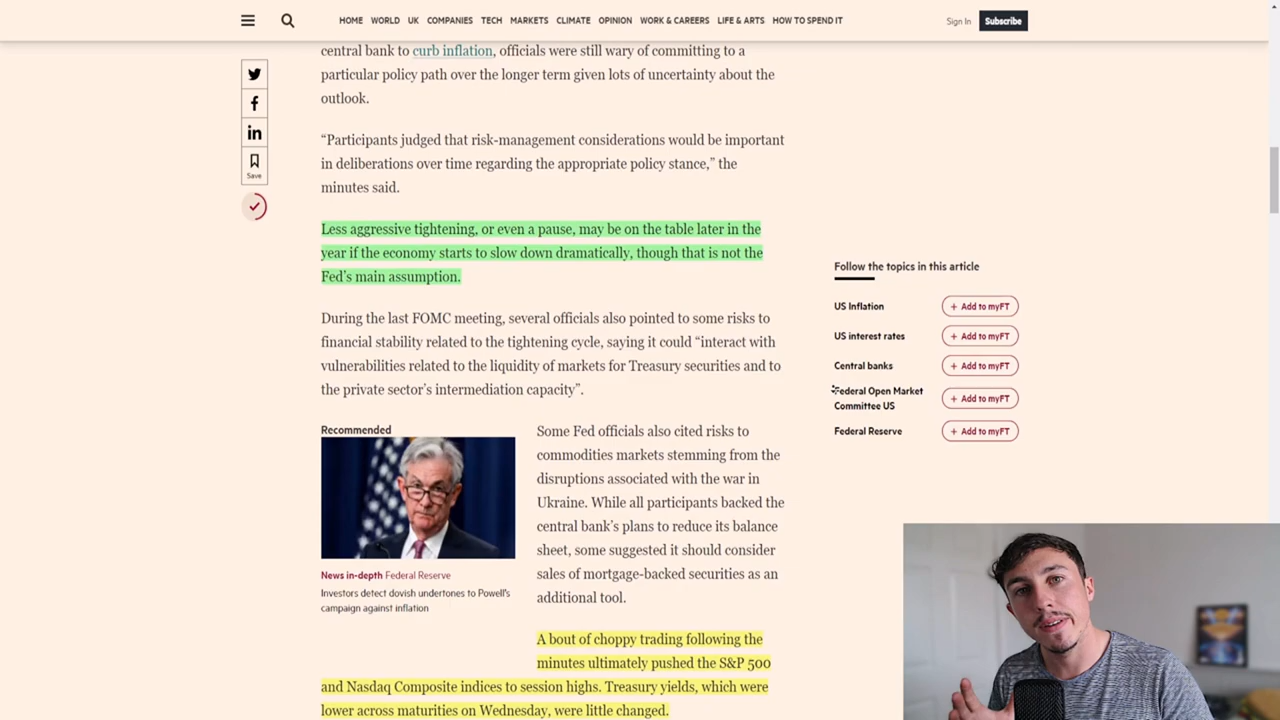 HOME WORLD UK COMPANIES TECH MARKETS CLIMATE OPINION WORK & CAREERS LIFE & ARTS HOW TO SPEND IT
Sign In Subscribe
central bank to curb inflation, officials were still wary of committing to a
particular policy path over the longer term given lots of uncertainty about the
outlook.
“Participants judged that risk-management considerations would be important
in deliberations over time regarding the appropriate policy stance,” the
minutes said.
Save
Less aggressive tightening, or even a pause, may be on the table later in the
year if the economy starts to slow down dramatically, though that is not the
Fed’s main assumption.
During the last FOMC meeting, several officials also pointed to some risks to
financial stability related to the tightening cycle, saying it could “interact with
vulnerabilities related to the liquidity of markets for Treasury securities and to
the private sector’s intermediation capacity”.
Recommended
News in-depth Federal Reserve
Investors detect dovish undertones to Powell’s
campaign against inflation
Some Fed officials also cited risks to
commodities markets stemming from the
disruptions associated with the war in
Ukraine. While all participants backed the
central bank’s plans to reduce its balance
sheet, some suggested it should consider
sales of mortgage-backed securities as an
additional tool.
A bout of choppy trading following the
minutes ultimately pushed the S&P 500
and Nasdaq Composite indices to session highs. Treasury yields, which were
lower across maturities on Wednesday, were little changed.
Follow the topics in this article
US Inflation + Add to myFT
US interest rates + Add to myFT
Central banks + Add to myFT
Federal Open Market
Committee US + Add to myFT
Federal Reserve + Add to myFT